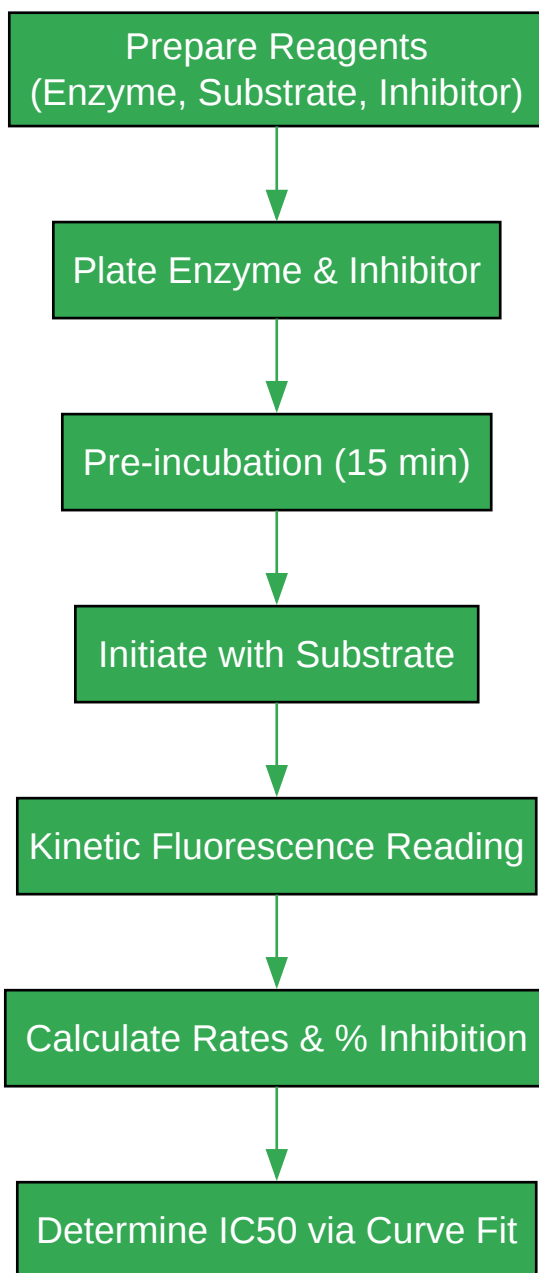 Prepare Reagents
(Enzyme, Substrate, Inhibitor)
Plate Enzyme & Inhibitor
Pre-incubation (15 min)
Initiate with Substrate
Kinetic Fluorescence Reading
Calculate Rates & % Inhibition
Determine IC50 via Curve Fit